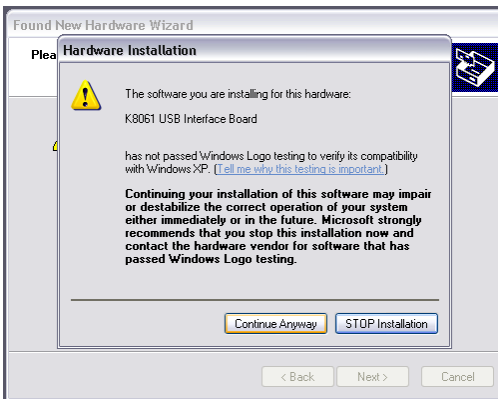 Found New Hardware Wizard
Plea
Hardware Installation
The software you are installing for this hardware:
K8061 USB Interface Board
has not passed Windows Logo testing to verify its compatibility
with Windows XP. (Tell me why this testing is important.)
Continuing your installation of this software may impair
or destabilize the correct operation of your system
either immediately or in the future. Microsoft strongly
recommends that you stop this installation now and
contact the hardware vendor for software that has
passed Windows Logo testing.
Continue Anyway STOP Installation
< Back Next > Cancel